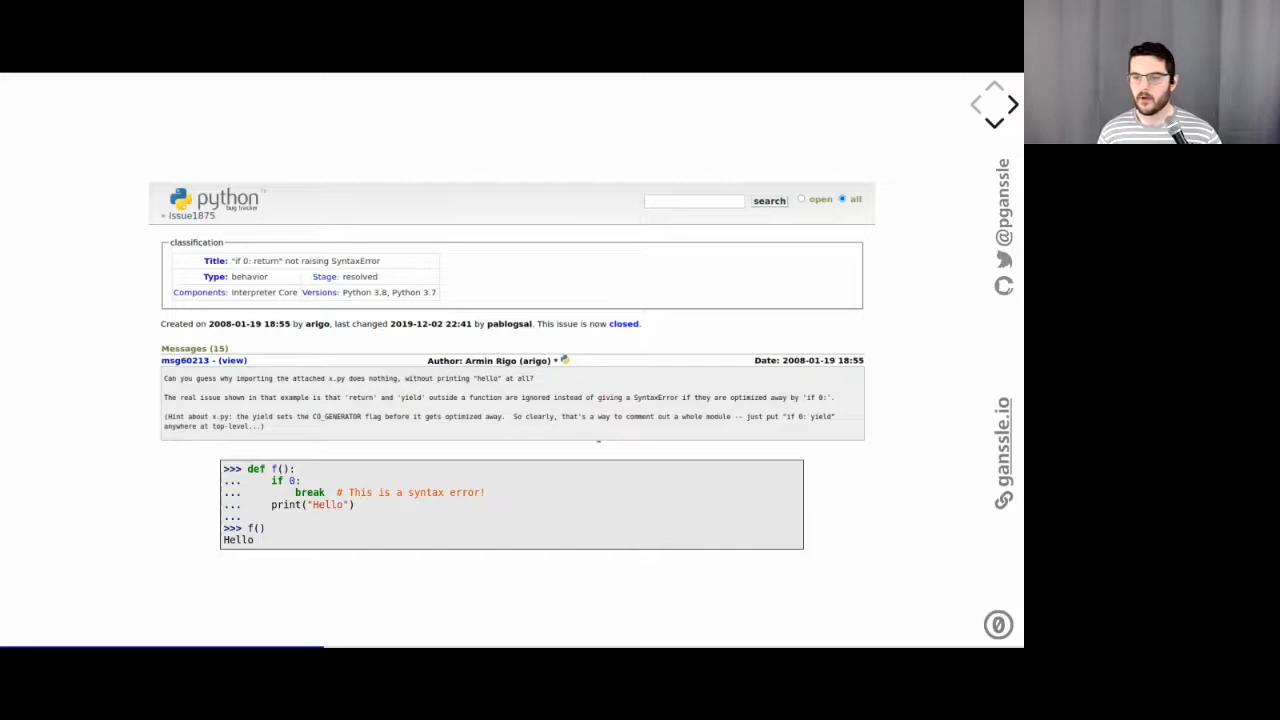 python
TM
bug tracker
» Issue1875
search open all
classification
Title: "if 0: return" not raising SyntaxError
Type: behavior Stage: resolved
Components: Interpreter Core Versions: Python 3.8, Python 3.7
Created on 2008-01-19 18:55 by arigo, last changed 2019-12-02 22:41 by pablogsal. This issue is now closed.
Messages (15)
msg60213 - (view) Author: Armin Rigo (arigo) * Date: 2008-01-19 18:55
Can you guess why importing the attached x.py does nothing, without printing "hello" at all?
The real issue shown in that example is that 'return' and 'yield' outside a function are ignored instead of giving a SyntaxError if they are optimized away by 'if 0:'.
(Hint about x.py: the yield sets the CO_GENERATOR flag before it gets optimized away.  So clearly, that's a way to comment out a whole module -- just put "if 0: yield"
anywhere at top-level...)
>>> def f():
...     if 0:
...         break  # This is a syntax error!
...     print("Hello")
...
>>> f()
Hello
@pganssle
ganssle.io